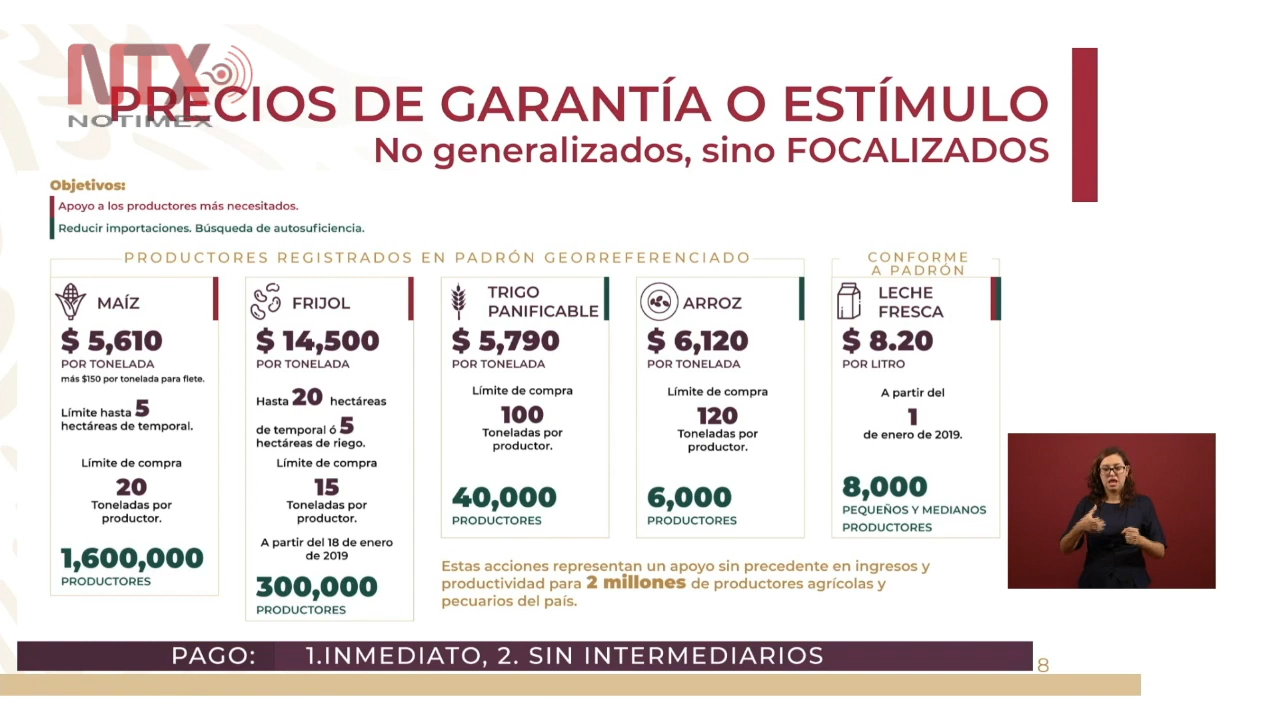 NTX
NOTIMEX
PRECIOS DE GARANTÍA O ESTÍMULO
No generalizados, sino FOCALIZADOS
Objetivos:
Apoyo a los productores más necesitados.
Reducir importaciones. Búsqueda de autosuficiencia.
PRODUCTORES REGISTRADOS EN PADRÓN GEORREFERENCIADO
MAÍZ
$ 5,610
POR TONELADA
más $150 por tonelada para flete.
Límite hasta 5
hectáreas de temporal.
Límite de compra
20
Toneladas por
productor.
1,600,000
PRODUCTORES
FRIJOL
$ 14,500
POR TONELADA
Hasta 20 hectáreas
de temporal ó 5
hectáreas de riego.
Límite de compra
15
Toneladas por
productor.
A partir del 18 de enero
de 2019
300,000
PRODUCTORES
TRIGO
PANIFICABLE
$ 5,790
POR TONELADA
Límite de compra
100
Toneladas por
productor.
40,000
PRODUCTORES
ARROZ
$ 6,120
POR TONELADA
Límite de compra
120
Toneladas por
productor.
6,000
PRODUCTORES
CONFORME
A PADRÓN
LECHE
FRESCA
$ 8.20
POR LITRO
A partir del
1
de enero de 2019.
8,000
PEQUEÑOS Y MEDIANOS
PRODUCTORES
Estas acciones representan un apoyo sin precedente en ingresos y
productividad para 2 millones de productores agrícolas y
pecuarios del país.
PAGO: 1.INMEDIATO, 2. SIN INTERMEDIARIOS
8